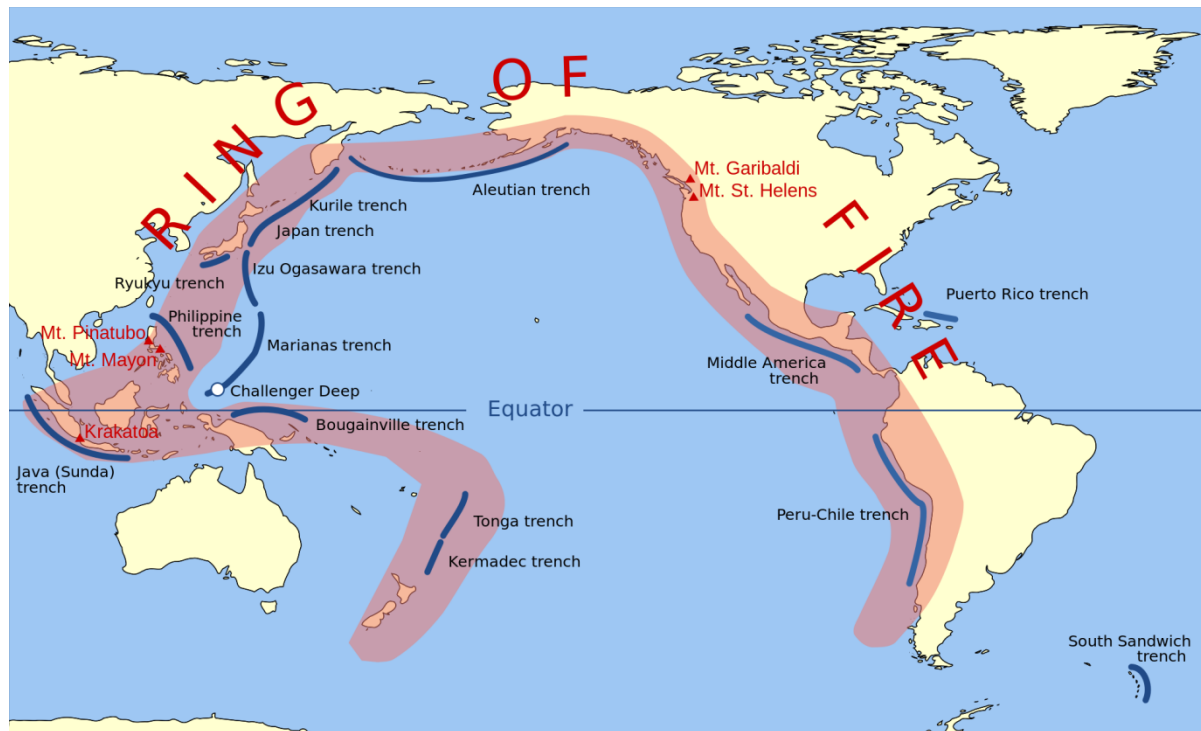 RING OF FIRE
Mt. Garibaldi
Mt. St. Helens
Aleutian trench
Kurile trench
Japan trench
Izu Ogasawara trench
Ryukyu trench
Puerto Rico trench
Philippine
trench
Mt. Pinatubo
Mt. Mayon
Marianas trench
Middle America
trench
Challenger Deep
Equator
Bougainville trench
Krakatoa
Java (Sunda)
trench
Tonga trench
Peru-Chile trench
Kermadec trench
South Sandwich
trench